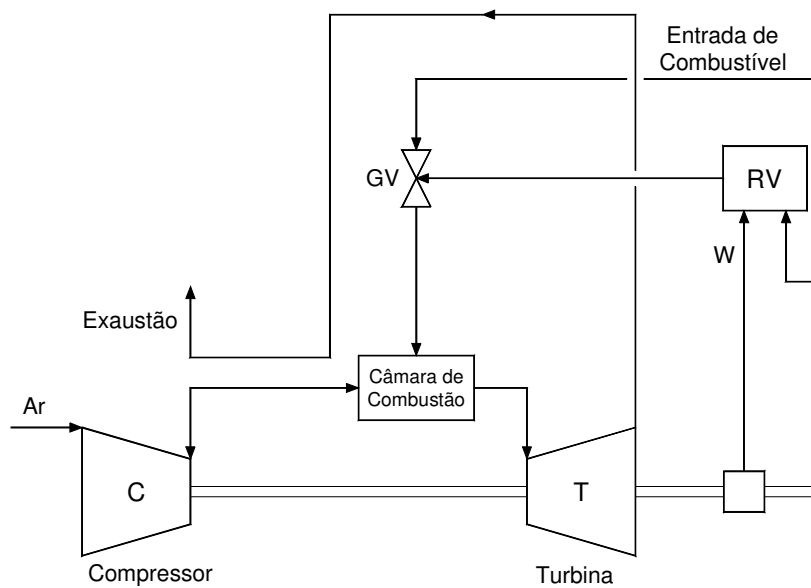 Entrada de
Combustível
GV
RV
W
Exaustão
Câmara de
Combustão
Ar
C
T
Compressor
Turbina